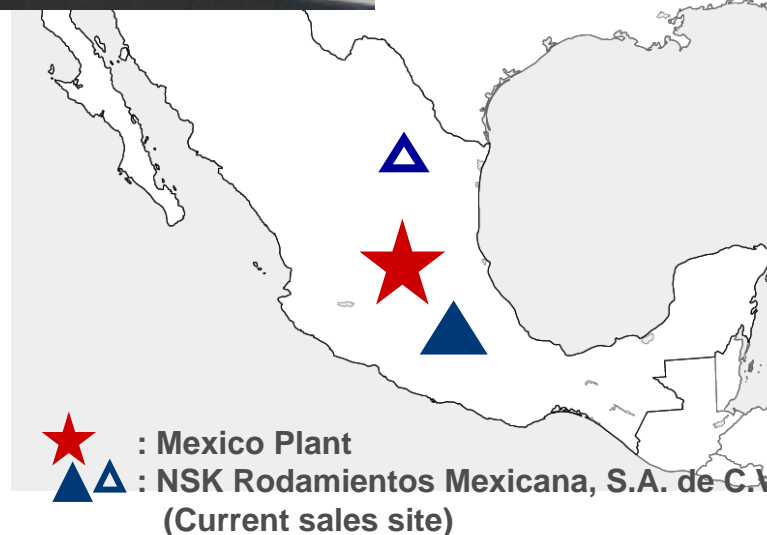 : Mexico Plant
: NSK Rodamientos Mexicana, S.A. de C.V
(Current sales site)